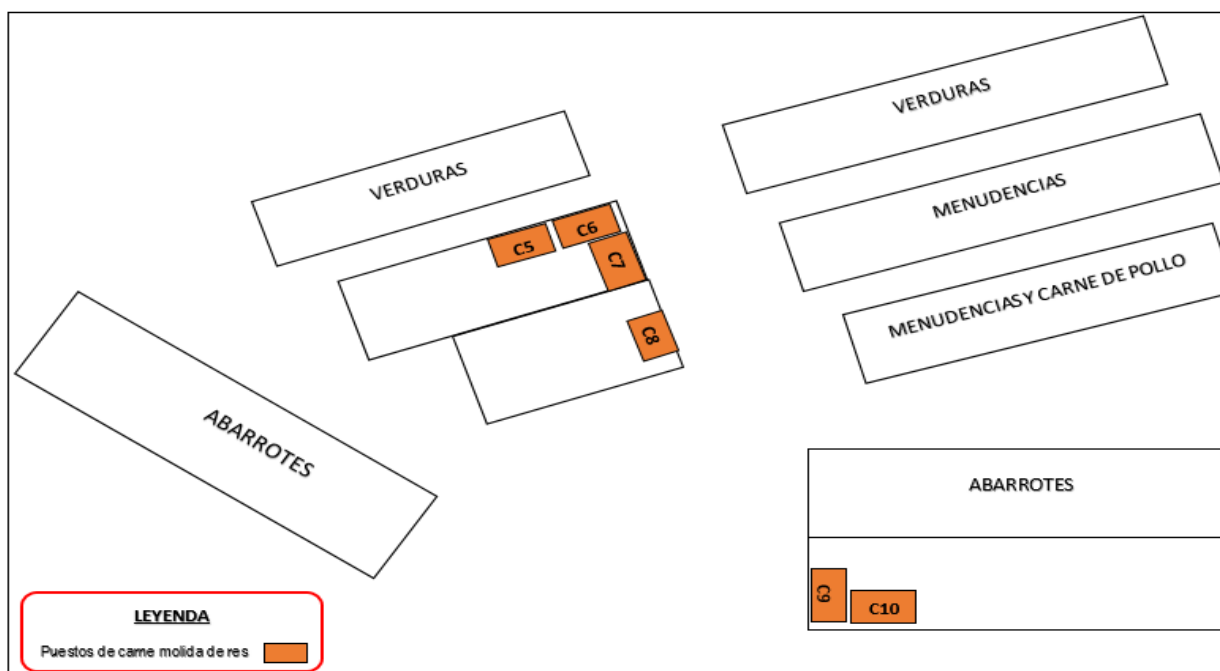 VERDURAS
VERDURAS
MENUDENCIAS
C5
C6
C7
MENUDENCIAS Y CARNE DE POLLO
C8
ABARROTES
ABARROTES
C9
C10
LEYENDA
Puestos de carne molida de res